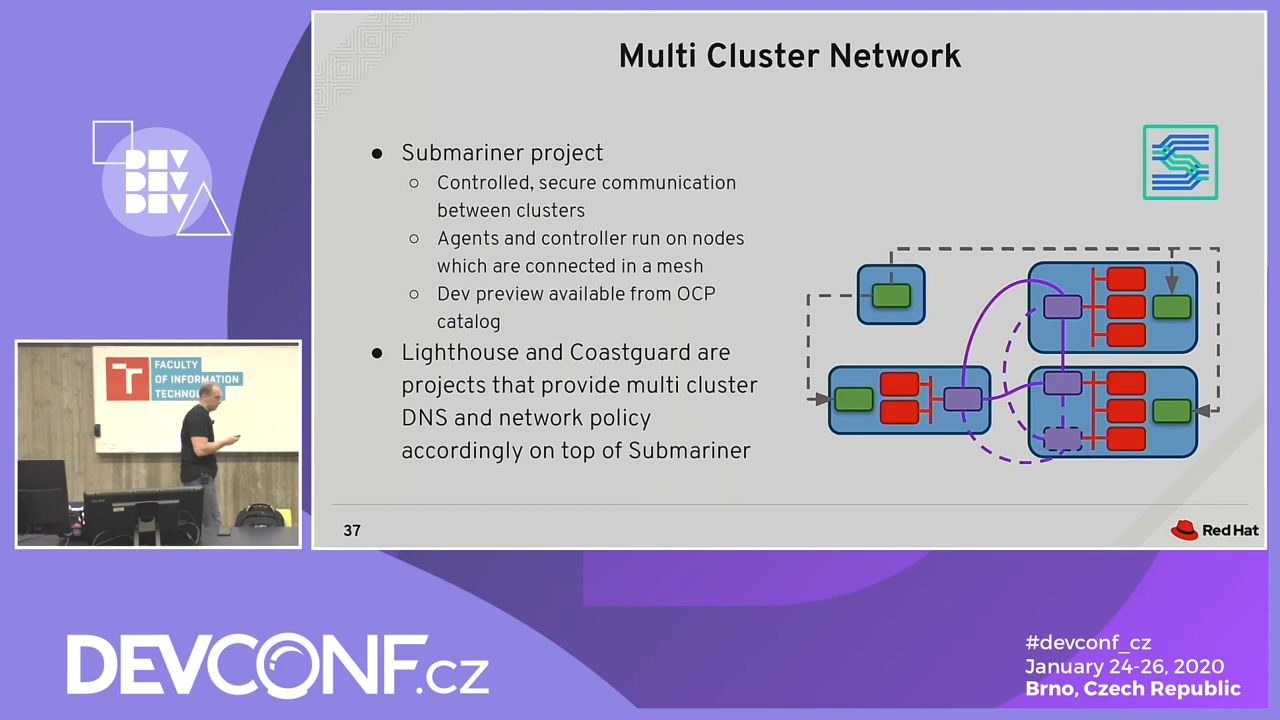 Multi Cluster Network
● Submariner project
○ Controlled, secure communication
between clusters
○ Agents and controller run on nodes
which are connected in a mesh
○ Dev preview available from OCP
catalog
● Lighthouse and Coastguard are
projects that provide multi cluster
DNS and network policy
accordingly on top of Submariner
37
Red Hat
DEV
DEV
DEV
T
FACULTY
OF INFORMATION
DEVCONF.cz
#devconf_cz
January 24-26, 2020
Brno, Czech Republic